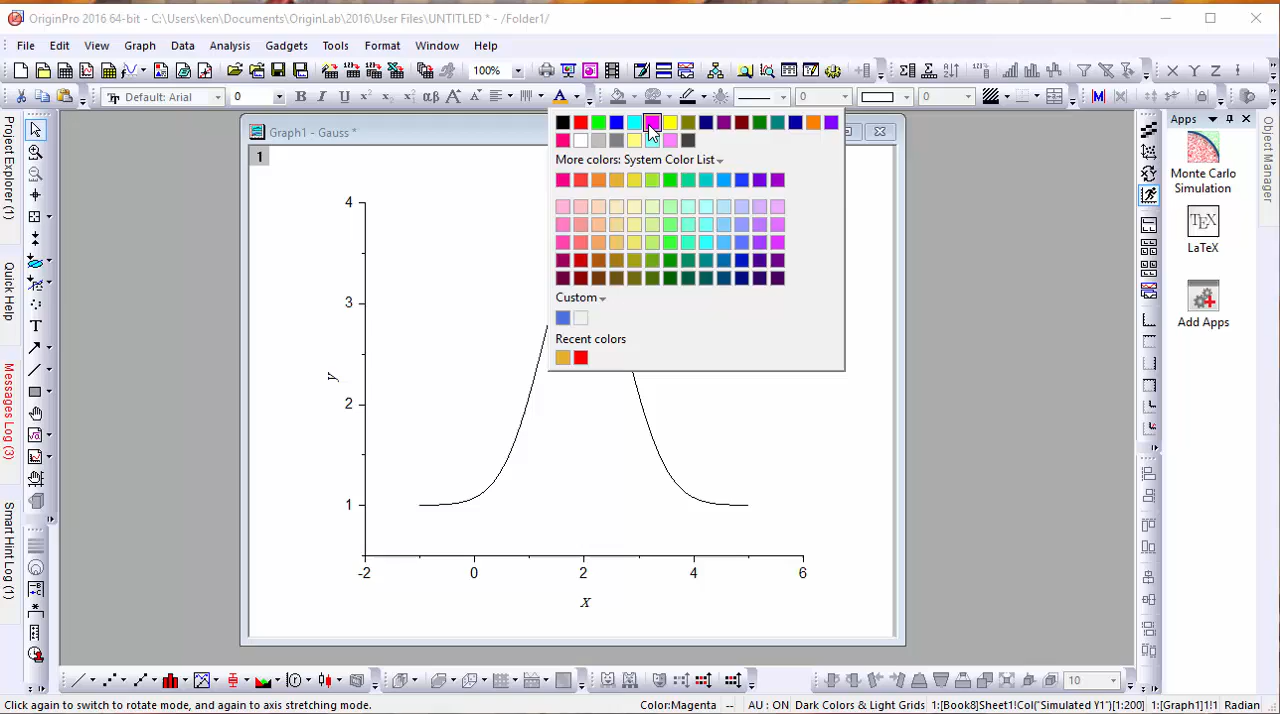 OriginPro 2016 64-bit - C:\Users\ken\Documents\OriginLab\2016\User Files\UNTITLED * - /Folder1/
File Edit View Graph Data Analysis Gadgets Tools Format Window Help
100%
Default: Arial 0 B I U αβ A A A 0 0 M
Project Explorer (1)
Quick Help
Messages Log (3)
Smart Hint Log (1)
T
Graph1 - Gauss *
1
4
3
2
1
y
-2 0 2 4 6
X
More colors: System Color List
Custom
Recent colors
Apps
Monte Carlo
Simulation
TEX
LaTeX
Add Apps
Object Manager
10
Click again to switch to rotate mode, and again to axis stretching mode. Color:Magenta -- AU : ON Dark Colors & Light Grids 1:[Book8]Sheet1!Col("Simulated Y1")[1:200] 1:[Graph1]1!1 Radian